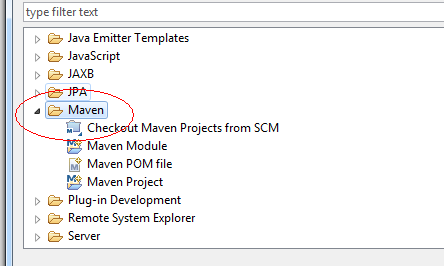 type filter text
Java Emitter Templates
JavaScript
JAXB
JPA
Maven
Checkout Maven Projects from SCM
Maven Module
Maven POM file
Maven Project
Plug-in Development
Remote System Explorer
Server